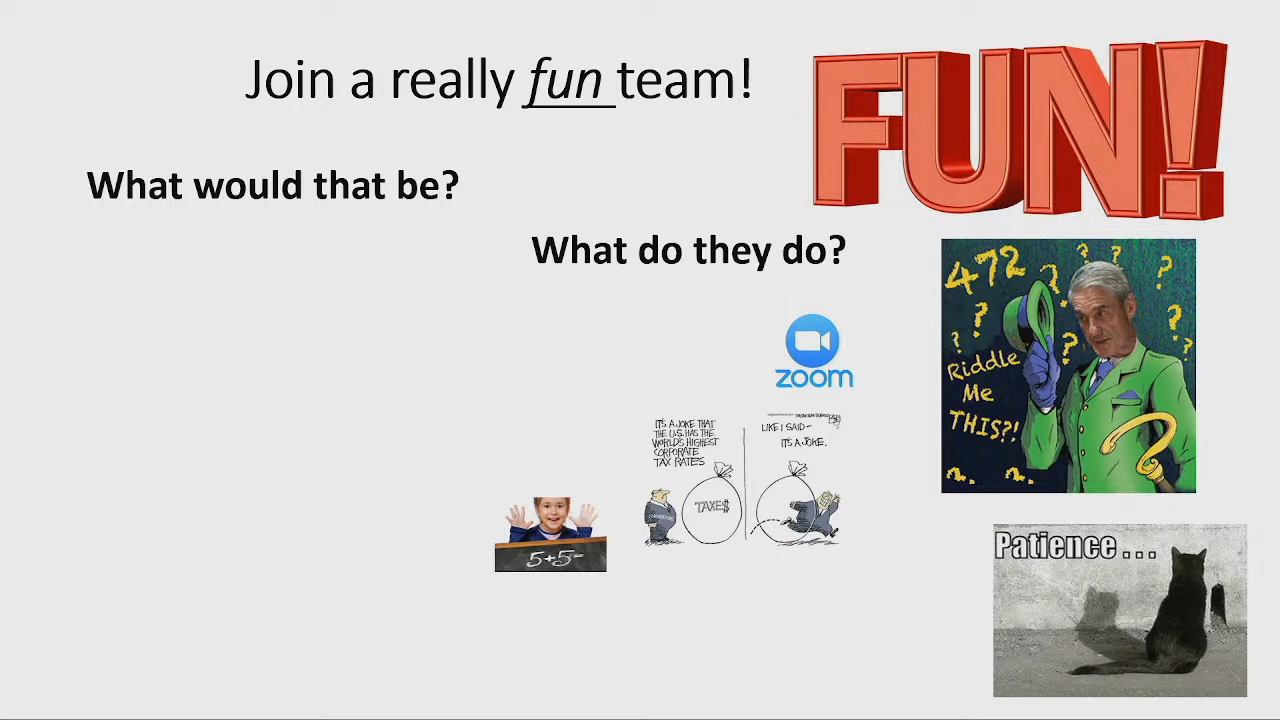 Join a really fun team!
FUN!
What would that be?
What do they do?
472
Riddle
Me
THIS?!
zoom
IT'S A JOKE THAT
THE U.S. HAS THE
WORLD'S HIGHEST
CORPORATE
TAX RATES
LIKE I SAID-
IT'S A JOKE.
TAXE$
5+5=
Patience...